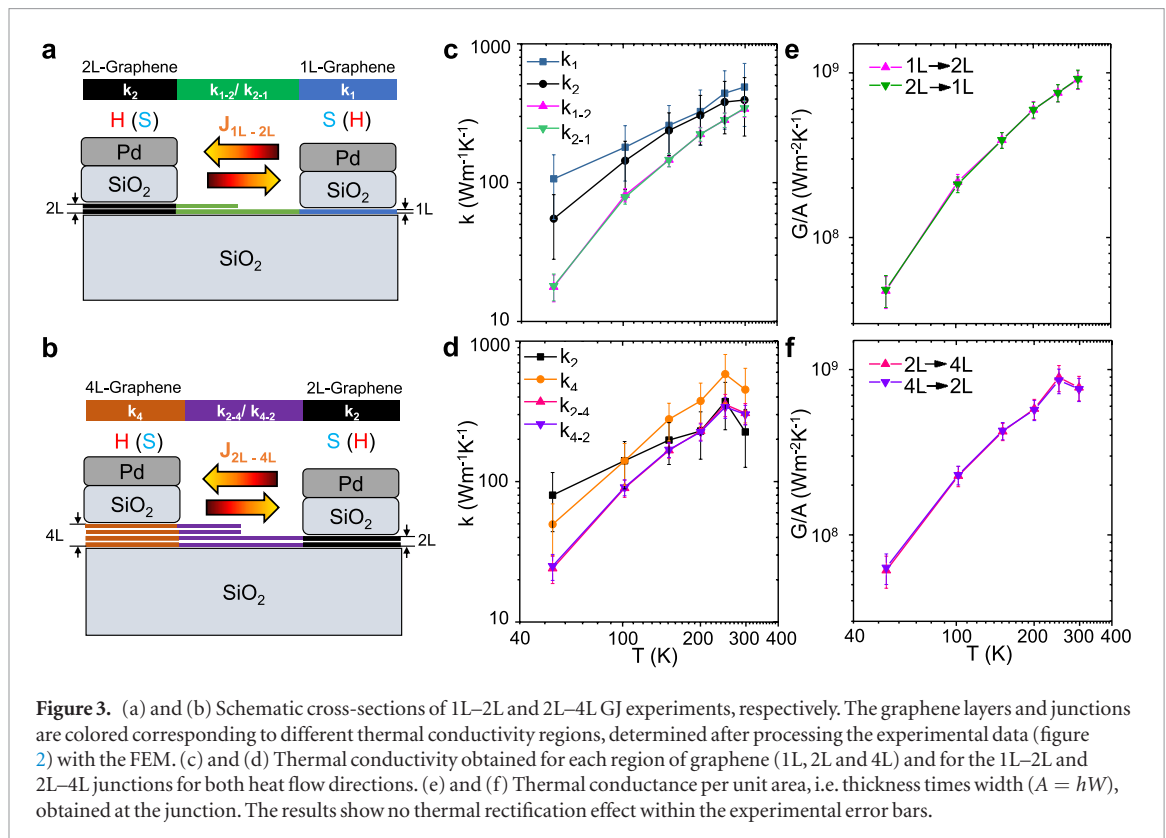 a
2L-Graphene
1L-Graphene
k2
k1-2/ k2-1
k1
H (S)
J1L - 2L
S (H)
Pd
Pd
SiO2
SiO2
2L
1L
SiO2
b
4L-Graphene
2L-Graphene
k4
k2-4/ k4-2
k2
H (S)
J2L - 4L
S (H)
Pd
Pd
SiO2
SiO2
4L
2L
SiO2
c
1000
k1
k2
k1-2
k2-1
100
10
k (Wm-1K-1)
d
1000
k2
k4
k2-4
k4-2
100
10
k (Wm-1K-1)
40
100
200
300
400
T (K)
e
10^9
1L→2L
2L→1L
10^8
G/A (Wm-2K-1)
f
10^9
2L→4L
4L→2L
10^8
G/A (Wm-2K-1)
40
100
200
300
400
T (K)
Figure 3. (a) and (b) Schematic cross-sections of 1L–2L and 2L–4L GJ experiments, respectively. The graphene layers and junctions
are colored corresponding to different thermal conductivity regions, determined after processing the experimental data (figure
2) with the FEM. (c) and (d) Thermal conductivity obtained for each region of graphene (1L, 2L and 4L) and for the 1L–2L and
2L–4L junctions for both heat flow directions. (e) and (f) Thermal conductance per unit area, i.e. thickness times width (A = hW),
obtained at the junction. The results show no thermal rectification effect within the experimental error bars.